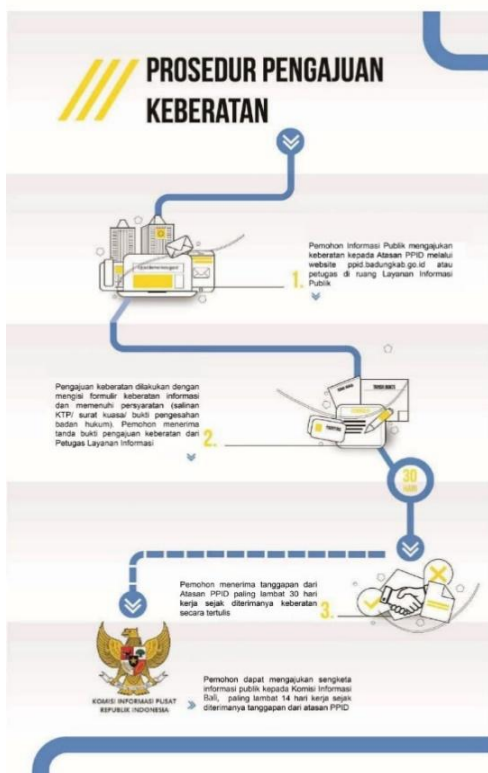 PROSEDUR PENGAJUAN
KEBERATAN
Pemohon Informasi Publik mengajukan
keberatan kepada Atasan PPID melalui
website ppid.badungkab.go.id atau
petugas di ruang Layanan Informasi
Publik
1.
Pengajuan keberatan dilakukan dengan
mengisi formulir keberatan informasi
dan memenuhi persyaratan (salinan
KTP/ surat kuasa/ bukti pengesahan
badan hukum). Pemohon menerima
tanda bukti pengajuan keberatan dari
Petugas Layanan Informasi
2.
TANDA BUKTI
30
HARI
Pemohon menerima tanggapan dari
Atasan PPID paling lambat 30 hari
kerja sejak diterimanya keberatan
secara tertulis
3.
KOMISI INFORMASI PUSAT
REPUBLIK INDONESIA
Pemohon dapat mengajukan sengketa
informasi publik kepada Komisi Informasi
Bali, paling lambat 14 hari kerja sejak
diterimanya tanggapan dari atasan PPID